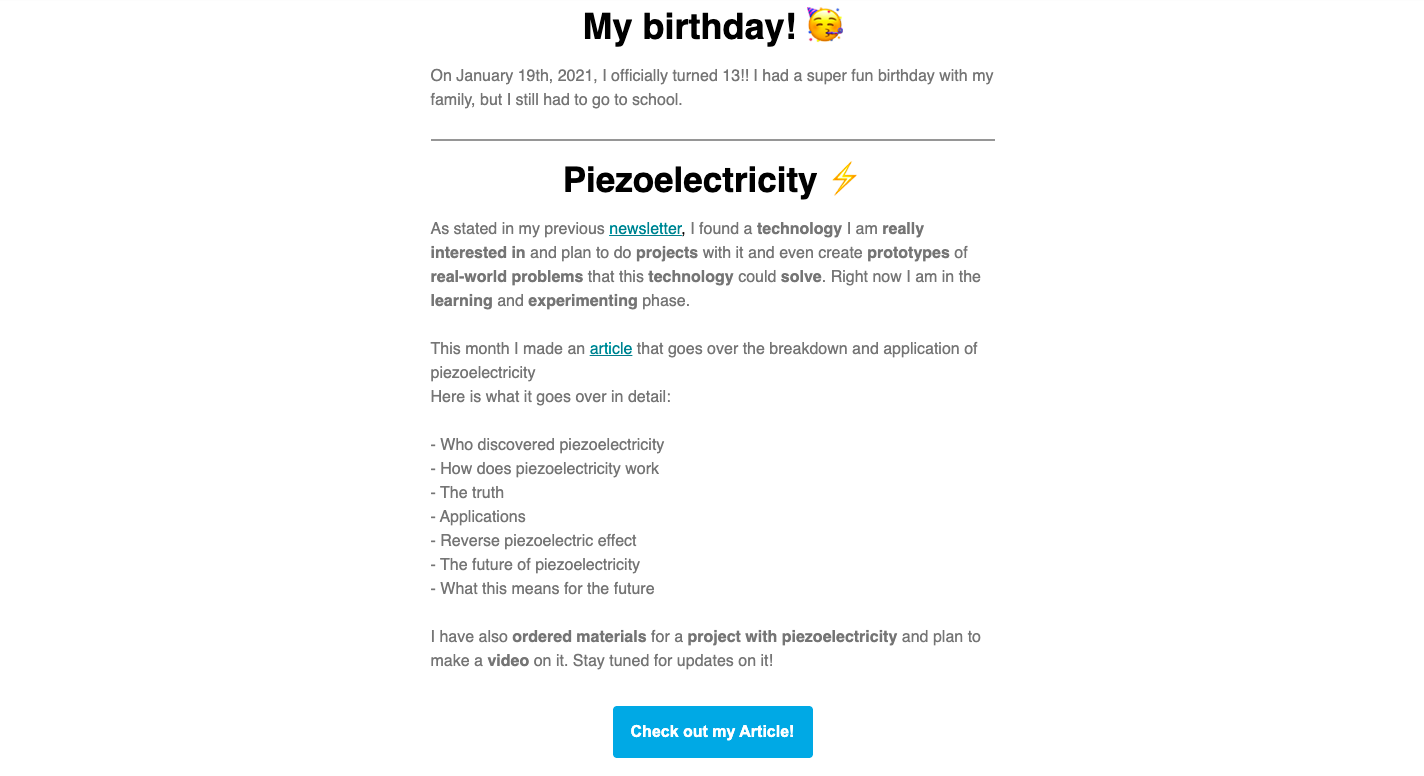 My birthday! 🥳
On January 19th, 2021, I officially turned 13!! I had a super fun birthday with my
family, but I still had to go to school.
Piezoelectricity ⚡
As stated in my previous newsletter, I found a technology I am really
interested in and plan to do projects with it and even create prototypes of
real-world problems that this technology could solve. Right now I am in the
learning and experimenting phase.
This month I made an article that goes over the breakdown and application of
piezoelectricity
Here is what it goes over in detail:
- Who discovered piezoelectricity
- How does piezoelectricity work
- The truth
- Applications
- Reverse piezoelectric effect
- The future of piezoelectricity
- What this means for the future
I have also ordered materials for a project with piezoelectricity and plan to
make a video on it. Stay tuned for updates on it!
Check out my Article!